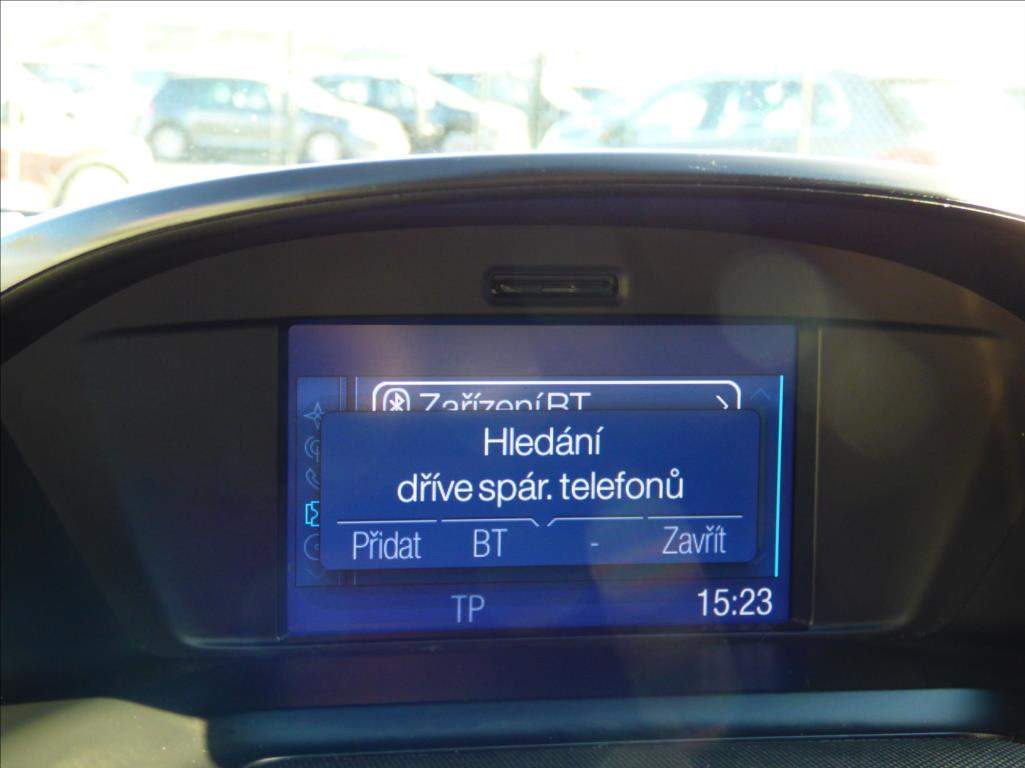 Zařízení BT
Hledání
dříve spár. telefonů
Přidat BT - Zavřít
TP 15:23